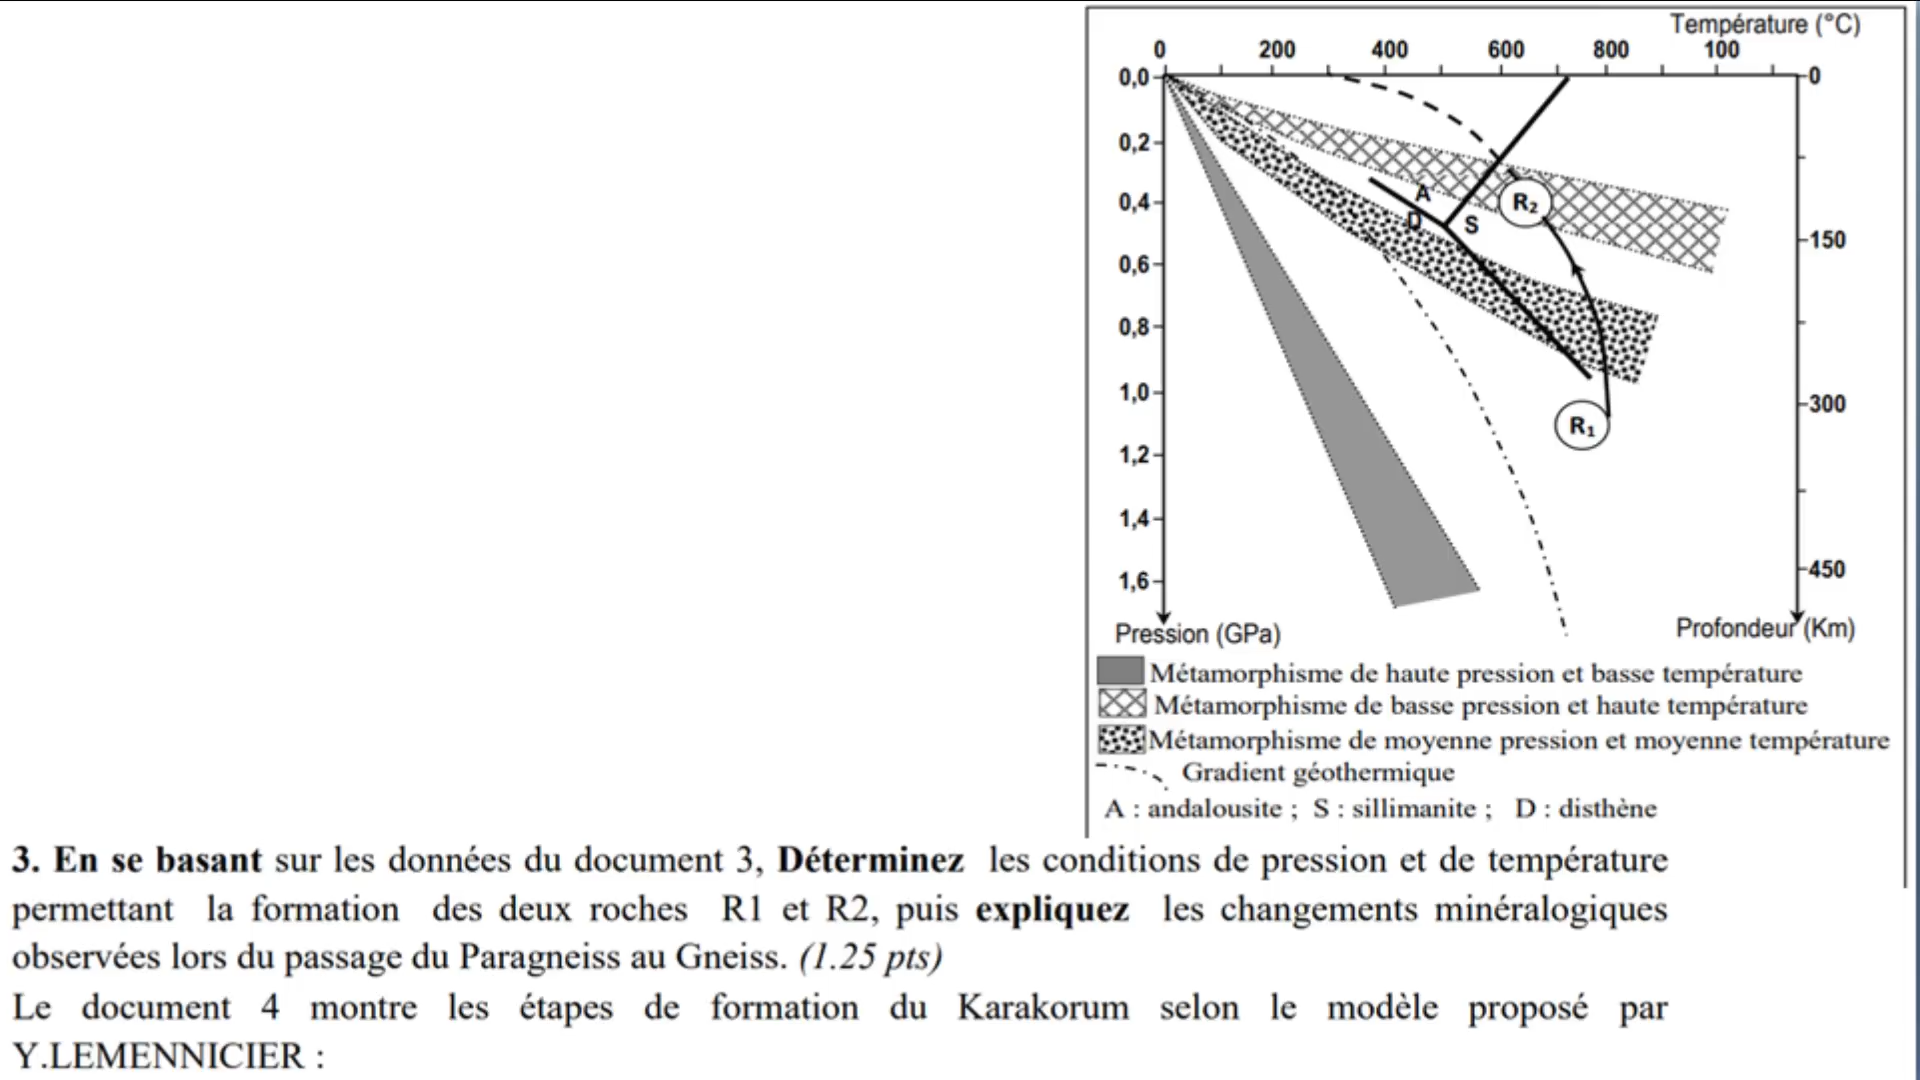 Température (°C)
0 200 400 600 800 100
0,0
0,2
0,4
0,6
0,8
1,0
1,2
1,4
1,6
0
150
300
450
A
D
S
R₂
R₁
Pression (GPa)
Profondeur (Km)
Métamorphisme de haute pression et basse température
Métamorphisme de basse pression et haute température
Métamorphisme de moyenne pression et moyenne température
Gradient géothermique
A : andalousite ; S : sillimanite ; D : disthène
3. En se basant sur les données du document 3, Déterminez les conditions de pression et de température
permettant la formation des deux roches R1 et R2, puis expliquez les changements minéralogiques
observées lors du passage du Paragneiss au Gneiss. (1.25 pts)
Le document 4 montre les étapes de formation du Karakorum selon le modèle proposé par
Y.LEMENNICIER :